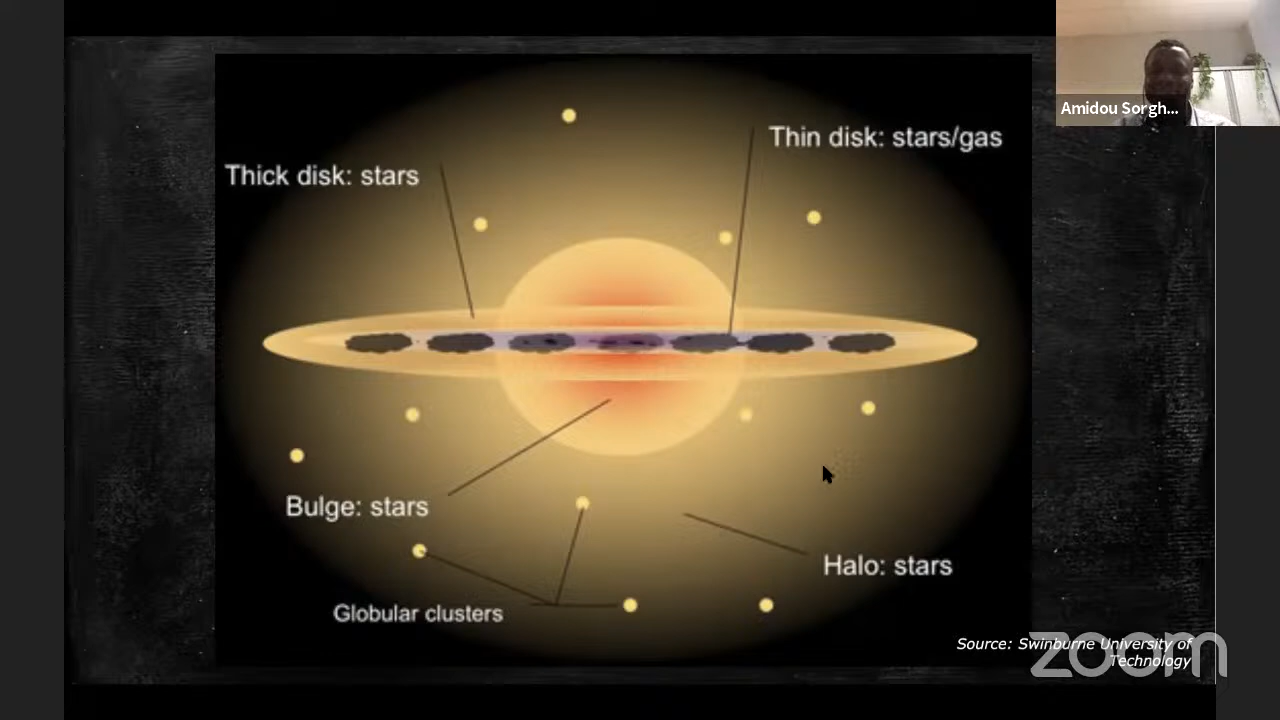 Amidou Sorgh...
Thin disk: stars/gas
Thick disk: stars
Bulge: stars
Halo: stars
Globular clusters
Source: Swinburne University of
Technology
zoom